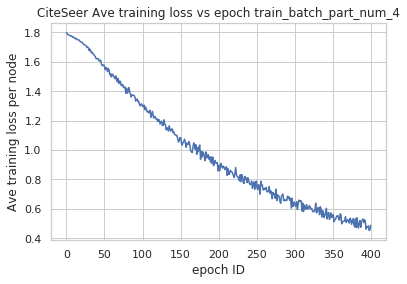 CiteSeer Ave training loss vs epoch train_batch_part_num_4
Ave training loss per node
1.8
1.6
1.4
1.2
1.0
0.8
0.6
0.4
0 50 100 150 200 250 300 350 400
epoch ID